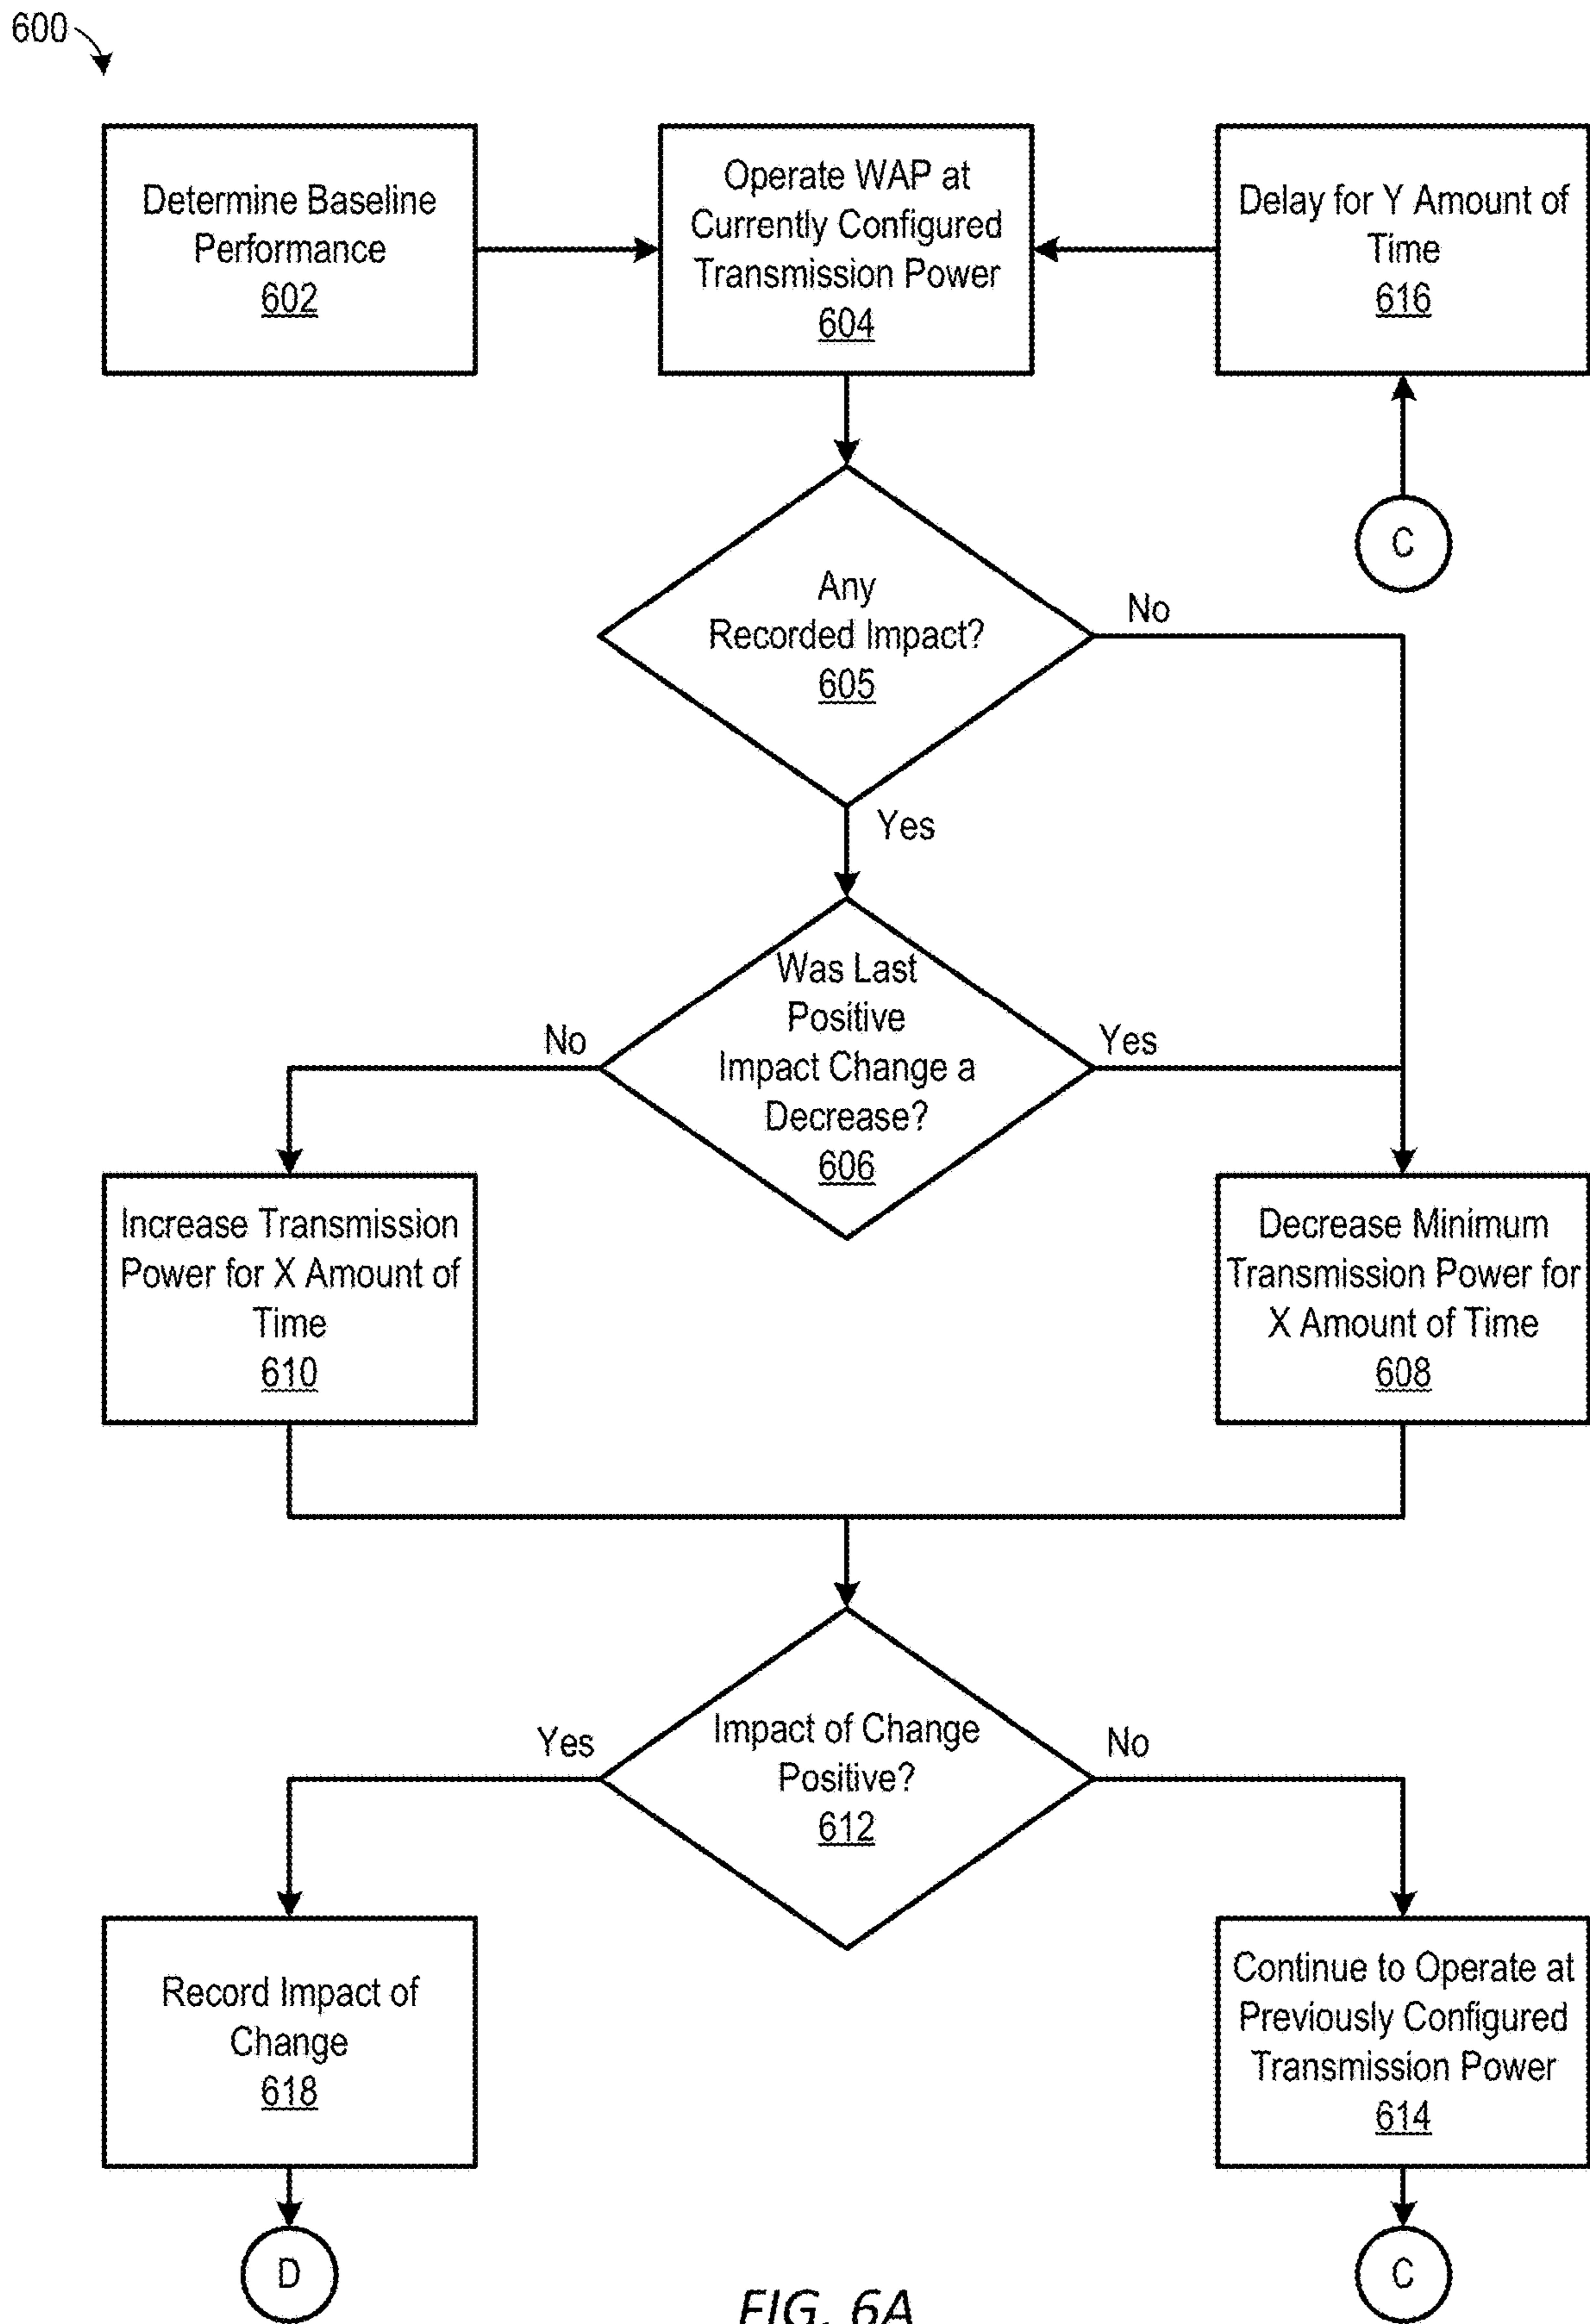 600
Determine Baseline
Performance
602
Operate WAP at
Currently Configured
Transmission Power
604
Delay for Y Amount of
Time
616
C
Any
Recorded Impact?
605
No
Yes
Was Last
Positive
Impact Change a
Decrease?
606
No
Yes
Increase Transmission
Power for X Amount of
Time
610
Decrease Minimum
Transmission Power for
X Amount of Time
608
Impact of Change
Positive?
612
Yes
No
Record Impact of
Change
618
Continue to Operate at
Previously Configured
Transmission Power
614
D
C
FIG. 6A